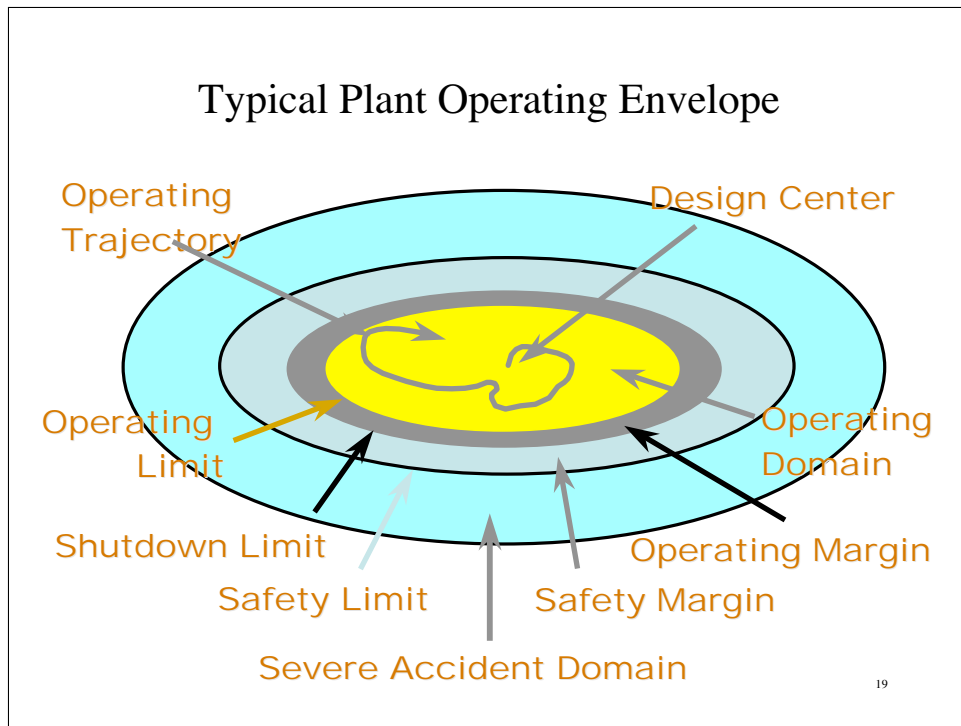 Typical Plant Operating Envelope
Operating
Trajectory
Design Center
Operating
Limit
Operating
Domain
Shutdown Limit
Operating Margin
Safety Limit
Safety Margin
Severe Accident Domain
19